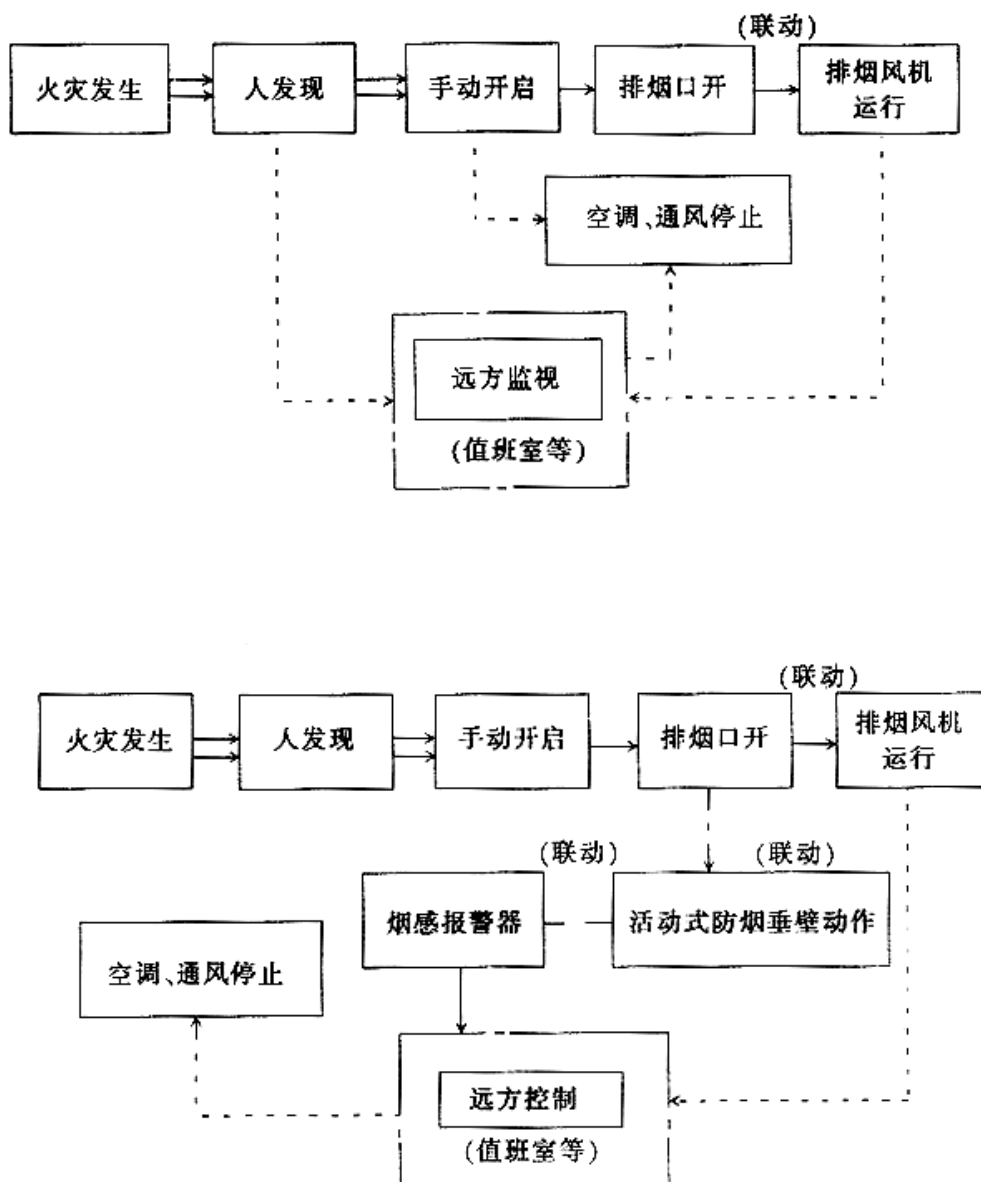 (联动)
火灾发生
人发现
手动开启
排烟口开
排烟风机
运行
空调、通风停止
远方监视
(值班室等)
(联动)
火灾发生
人发现
手动开启
排烟口开
排烟风机
运行
(联动)
(联动)
烟感报警器
活动式防烟垂壁动作
空调、通风停止
远方控制
(值班室等)